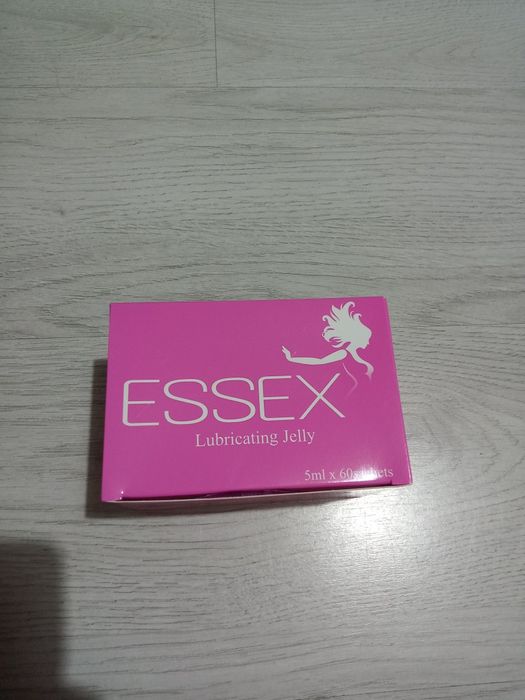 ESSEX
Lubricating Jelly
5ml x 60sachets